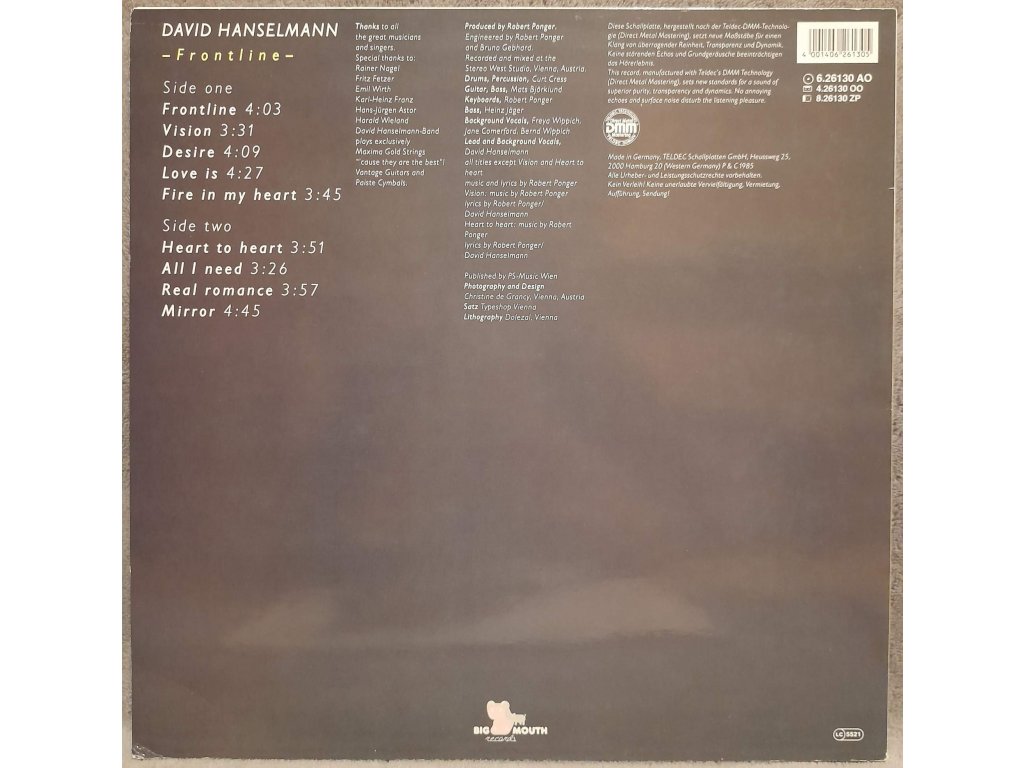 DAVID HANSELMANN
– Frontline –
Side one
Frontline 4:03
Vision 3:31
Desire 4:09
Love is 4:27
Fire in my heart 3:45
Side two
Heart to heart 3:51
All I need 3:26
Real romance 3:57
Mirror 4:45
Thanks to all
the great musicians
and singers.
Special thanks to:
Rainer Nagel
Fritz Fetzer
Emil Wirth
Karl-Heinz Franz
Hans-Jürgen Astor
Harald Wieland
David Hanselmann-Band
plays exclusively
Maxima Gold Strings
"'cause they are the best"!
Vantage Guitars and
Paiste Cymbals.
Produced by Robert Ponger.
Engineered by Robert Ponger
and Bruno Gebhard.
Recorded and mixed at the
Stereo West Studio, Vienna, Austria.
Drums, Percussion, Curt Cress
Guitar, Bass, Mats Björklund
Keyboards, Robert Ponger
Bass, Heinz Jäger
Background Vocals, Freya Wippich,
Jane Comerford, Bernd Wippich
Lead and Background Vocals,
David Hanselmann
all titles except Vision and Heart to
heart
music and lyrics by Robert Ponger
Vision: music by Robert Ponger
lyrics by Robert Ponger/
David Hanselmann
Heart to heart: music by Robert
Ponger
lyrics by Robert Ponger/
David Hanselmann
Published by PS-Music Wien
Photography and Design
Christine de Grancy, Vienna, Austria
Satz Typeshop Vienna
Lithography Dolezal, Vienna
Diese Schallplatte, hergestellt nach der Teldec-DMM-Technolo-
gie (Direct Metal Mastering), setzt neue Maßstäbe für einen
Klang von überragender Reinheit, Transparenz und Dynamik.
Keine störenden Echos und Grundgeräusche beeinträchtigen
das Hörerlebnis.
This record, manufactured with Teldec's DMM Technology
(Direct Metal Mastering), sets new standards for a sound of
superior purity, transparency and dynamics. No annoying
echoes and surface noise disturb the listening pleasure.
DMM
Made in Germany, TELDEC Schallplatten GmbH, Heussweg 25,
2000 Hamburg 20 (Western Germany) P & C 1985
Alle Urheber- und Leistungsschutzrechte vorbehalten.
Kein Verleih! Keine unerlaubte Vervielfältigung, Vermietung,
Aufführung, Sendung!
4 001406 261305
6.26130 AO
4.26130 OO
8.26130 ZP
BIG MOUTH
records
LC 5521